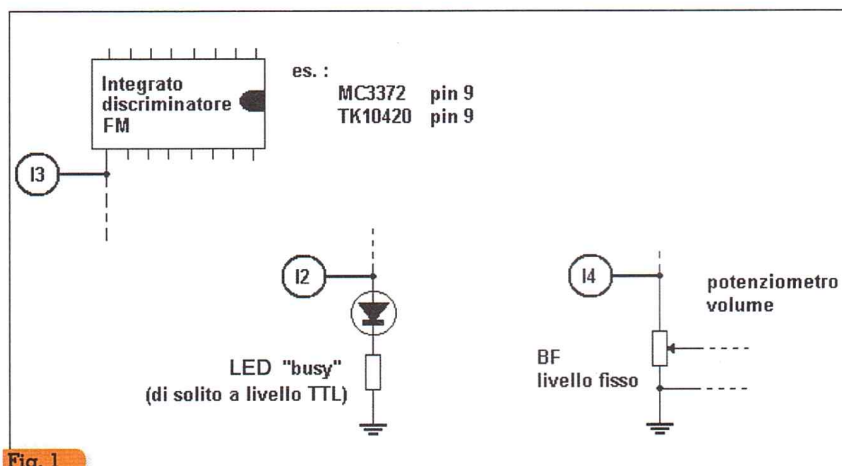 Integrato
discriminatore
FM
es. :
MC3372 pin 9
TK10420 pin 9
I3
I2
LED "busy"
(di solito a livello TTL)
I4
potenziometro
volume
BF
livello fisso
Fig. 1